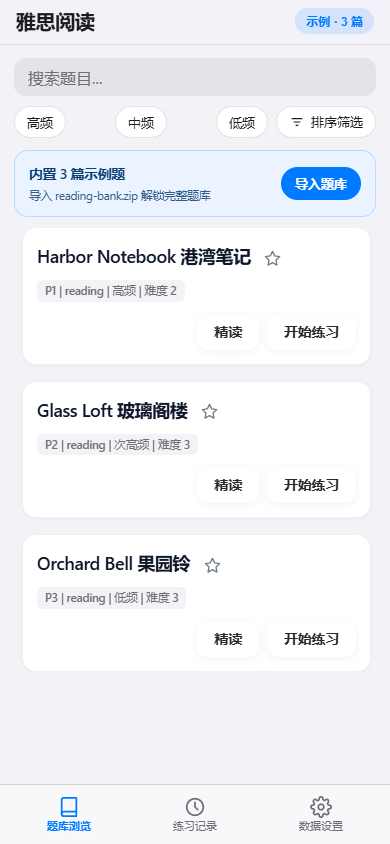 雅思阅读
示例 · 3 篇
搜索题目...
高频
中频
低频
排序筛选
内置 3 篇示例题
导入 reading-bank.zip 解锁完整题库
导入题库
Harbor Notebook 港湾笔记
P1 | reading | 高频 | 难度 2
精读
开始练习
Glass Loft 玻璃阁楼
P2 | reading | 次高频 | 难度 3
精读
开始练习
Orchard Bell 果园铃
P3 | reading | 低频 | 难度 3
精读
开始练习
题库浏览
练习记录
数据设置